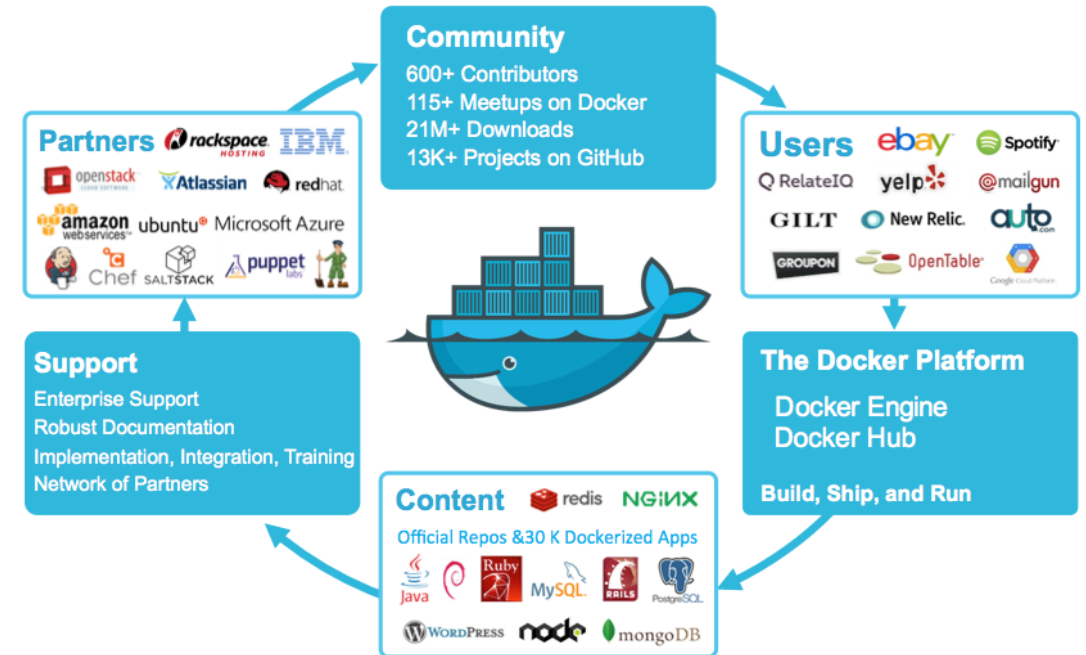 Community
600+ Contributors
115+ Meetups on Docker
21M+ Downloads
13K+ Projects on GitHub
Partners
rackspace
HOSTING
IBM
openstack
CLOUD SOFTWARE
Atlassian
redhat
amazon
webservices
ubuntu
Microsoft Azure
Chef
SALTSTACK
puppet
labs
Users
ebay
Spotify
RelateIQ
yelp
@mailgun
GILT
New Relic.
auto
.com
GROUPON
OpenTable
Google Cloud Platform
Support
Enterprise Support
Robust Documentation
Implementation, Integration, Training
Network of Partners
The Docker Platform
Docker Engine
Docker Hub
Build, Ship, and Run
Content
redis
NGiNX
Official Repos &30 K Dockerized Apps
Java
Ruby
MySQL
RAILS
PostgreSQL
WORDPRESS
node
mongoDB